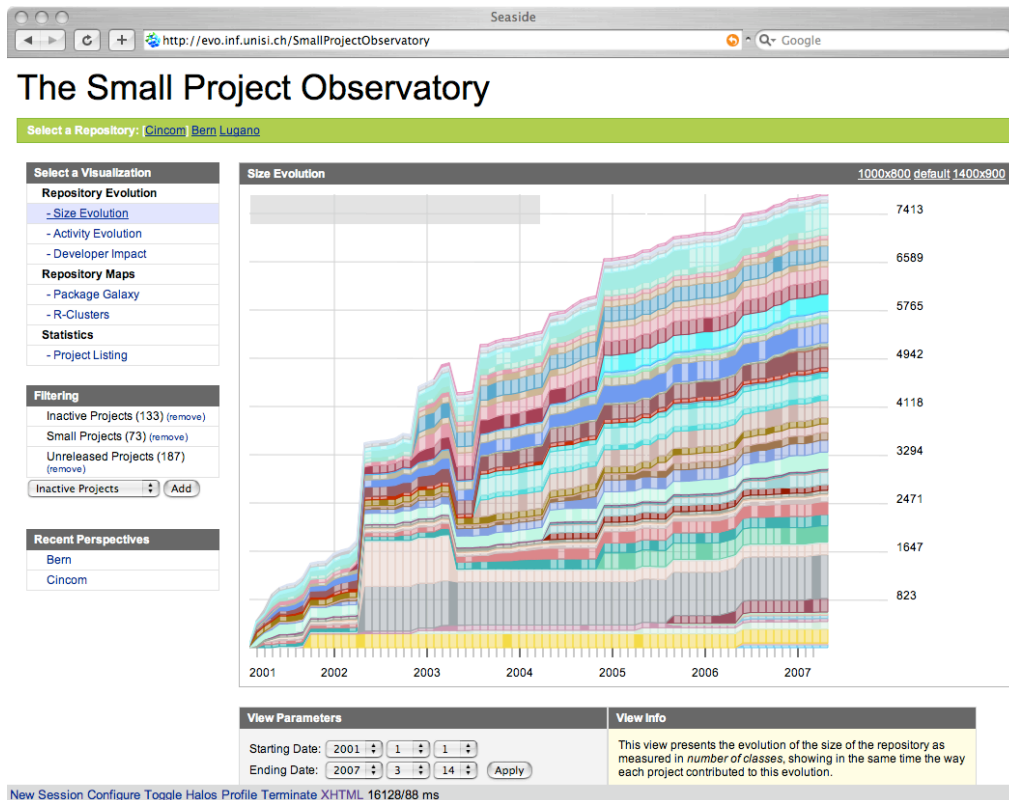 Seaside
http://evo.inf.unisi.ch/SmallProjectObservatory
Google
The Small Project Observatory
Select a Repository: Cincom Bern Lugano
Select a Visualization
Repository Evolution
- Size Evolution
- Activity Evolution
- Developer Impact
Repository Maps
- Package Galaxy
- R-Clusters
Statistics
- Project Listing
Filtering
Inactive Projects (133) (remove)
Small Projects (73) (remove)
Unreleased Projects (187)
(remove)
Inactive Projects Add
Recent Perspectives
Bern
Cincom
Size Evolution 1000x800 default 1400x900
7413
6589
5765
4942
4118
3294
2471
1647
823
2001 2002 2003 2004 2005 2006 2007
View Parameters
Starting Date: 2001 1 1
Ending Date: 2007 3 14 Apply
View Info
This view presents the evolution of the size of the repository as
measured in number of classes, showing in the same time the way
each project contributed to this evolution.
New Session Configure Toggle Halos Profile Terminate XHTML 16128/88 ms